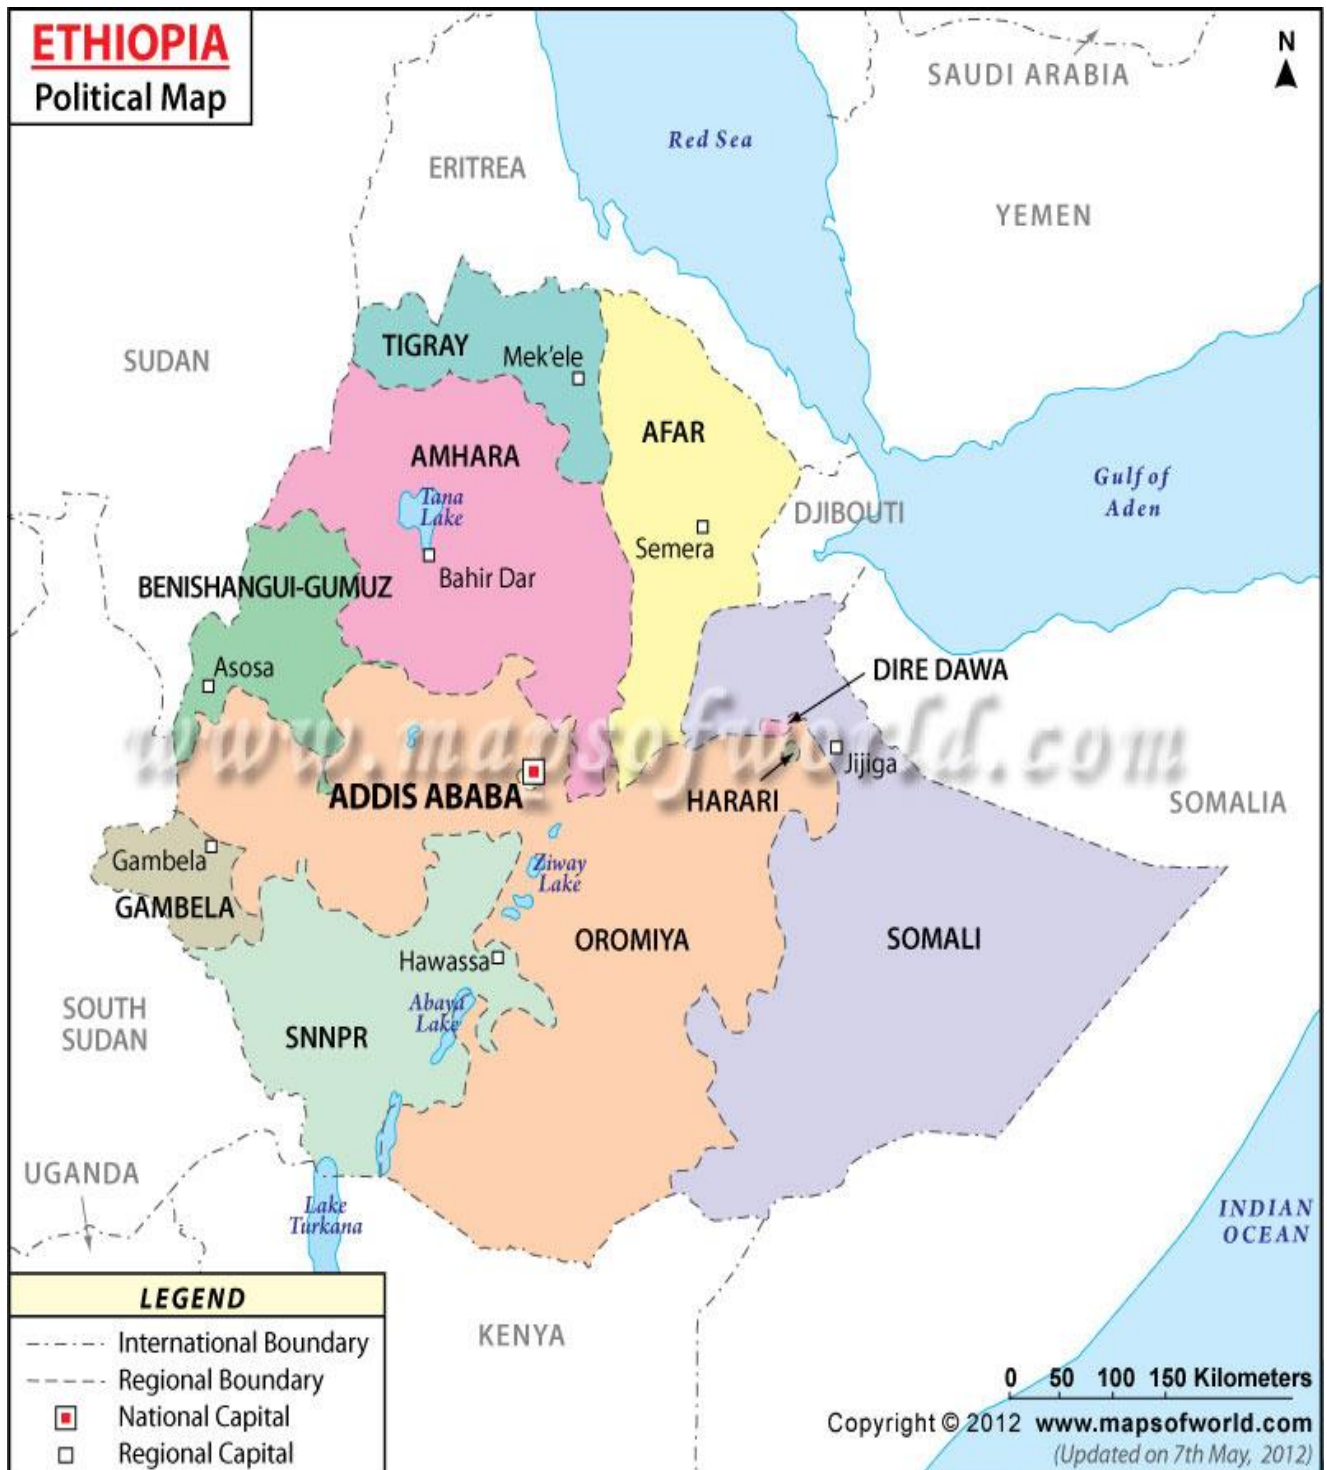 ETHIOPIA
Political Map
N
SAUDI ARABIA
Red Sea
ERITREA
YEMEN
TIGRAY
Mek'ele
SUDAN
AFAR
AMHARA
Tana
Lake
Gulf of
Aden
DJIBOUTI
Semera
Bahir Dar
BENISHANGUI-GUMUZ
Asosa
DIRE DAWA
www.mapsofworld.com
Jijiga
ADDIS ABABA
HARARI
SOMALIA
Gambela
Ziway
Lake
GAMBELA
OROMIYA
SOMALI
Hawassa
Abaya
Lake
SOUTH
SUDAN
SNNPR
UGANDA
Lake
Turkana
INDIAN
OCEAN
KENYA
LEGEND
International Boundary
Regional Boundary
National Capital
Regional Capital
0 50 100 150 Kilometers
Copyright © 2012 www.mapsofworld.com
(Updated on 7th May, 2012)